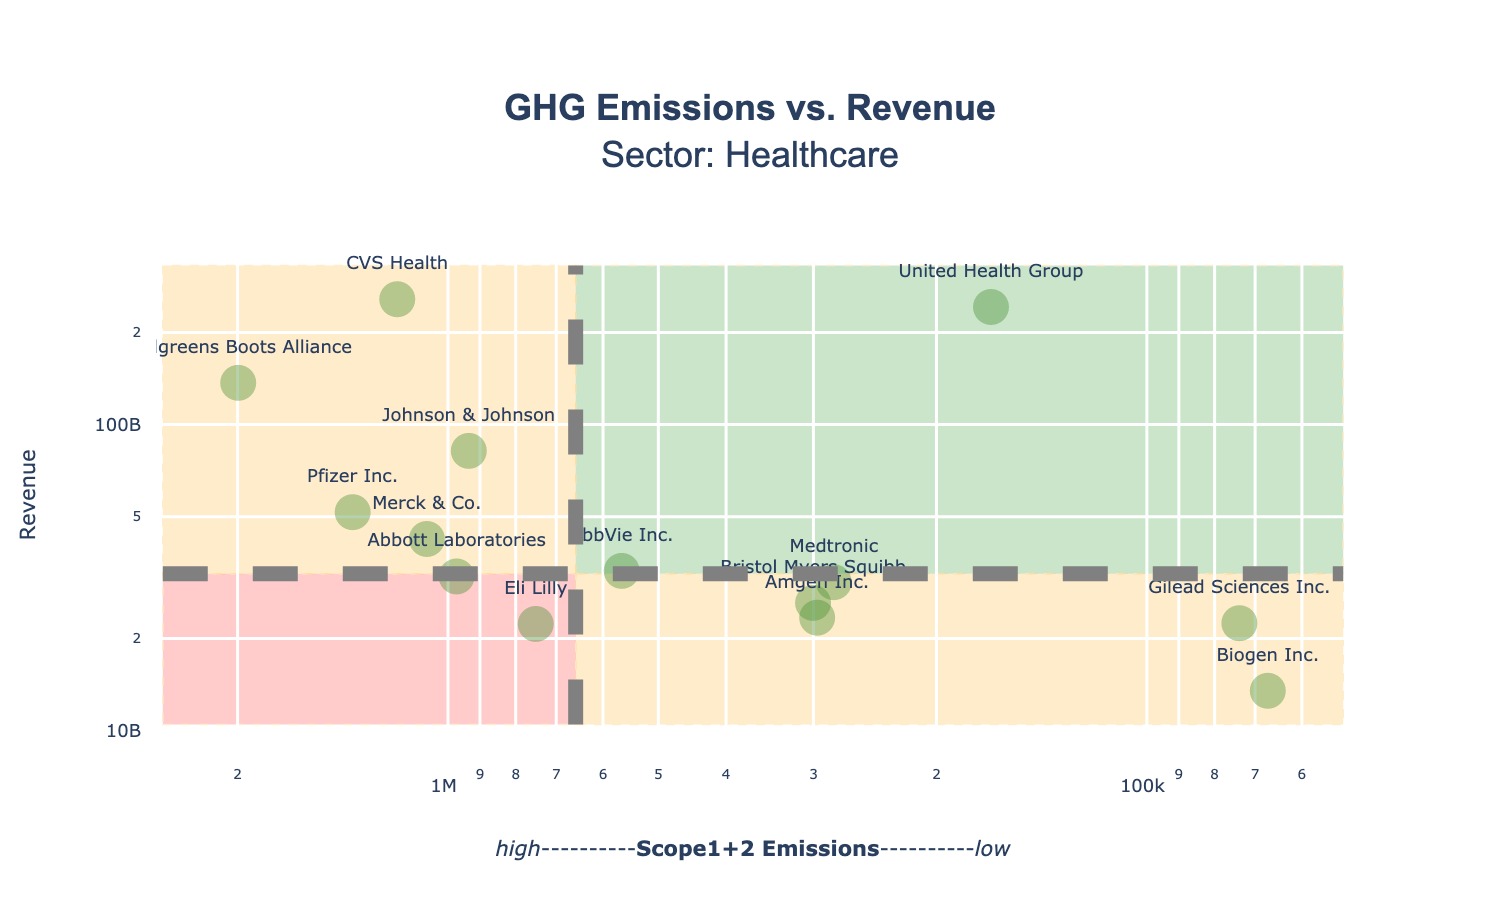 GHG Emissions vs. Revenue
Sector: Healthcare
CVS Health
United Health Group
2
lgreens Boots Alliance
Johnson & Johnson
100B
Pfizer Inc.
Merck & Co.
5
Abbott Laboratories
bbVie Inc.
Medtronic
Bristol Myers Squibb
Amgen Inc.
Eli Lilly
Gilead Sciences Inc.
2
Biogen Inc.
10B
Revenue
2 1M 9 8 7 6 5 4 3 2 100k 9 8 7 6
high----------Scope1+2 Emissions----------low